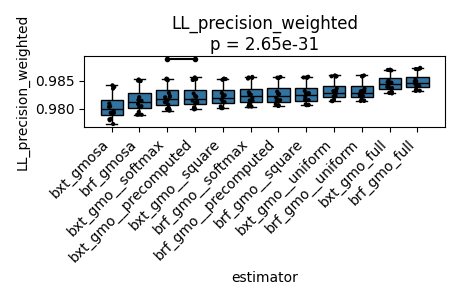 LL_precision_weighted
p = 2.65e-31
LL_precision_weighted
0.985
0.980
bxt_gmosa
brf_gmosa
bxt_gmo__softmax
bxt_gmo__precomputed
bxt_gmo__square
brf_gmo__softmax
brf_gmo__precomputed
brf_gmo__square
bxt_gmo__uniform
brf_gmo__uniform
bxt_gmo_full
brf_gmo_full
estimator